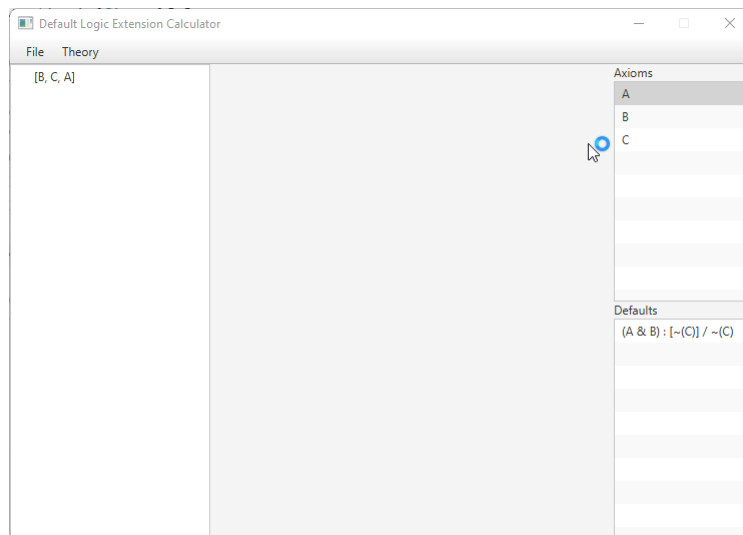 Default Logic Extension Calculator
File Theory
[B, C, A]
Axioms
A
B
C
Defaults
(A & B) : [~(C)] / ~(C)